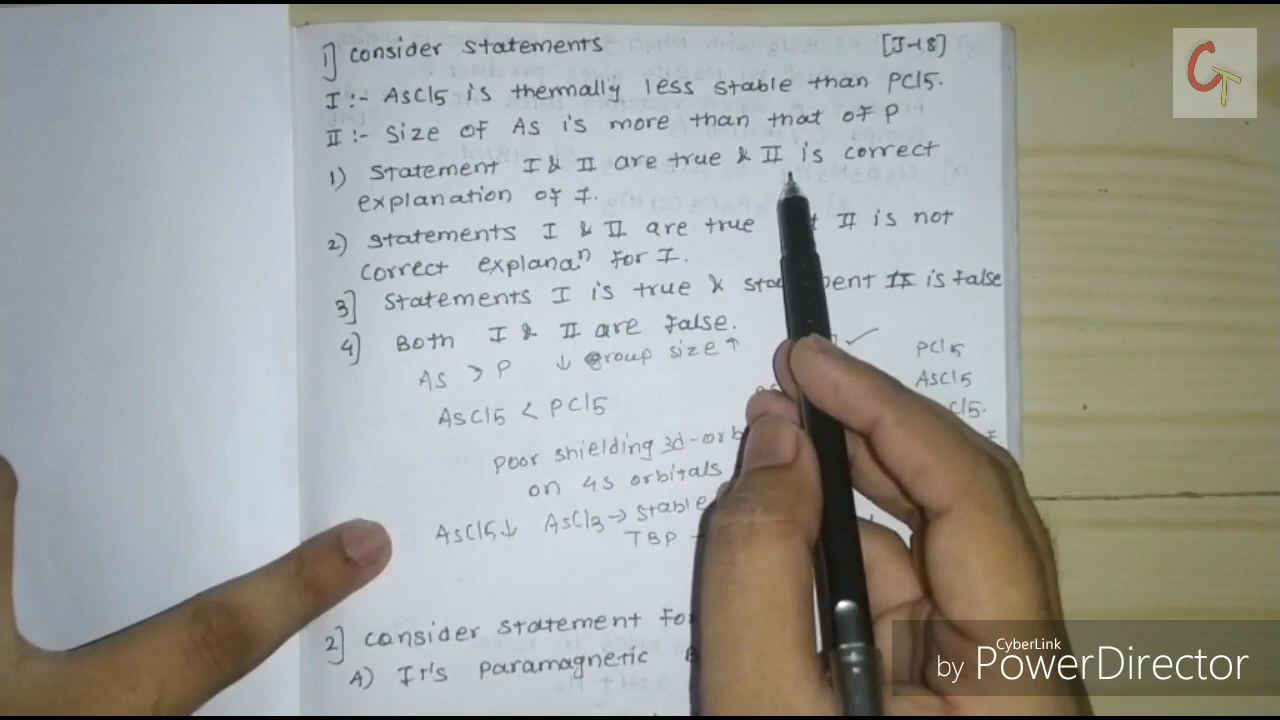 1] Consider statements [J-18]
I :- AsCl5 is thermally less stable than PCl5.
II :- Size of As is more than that of P
1) Statement I & II are true & II is correct
explanation of I.
2) Statements I & II are true II is not
correct explanaⁿ for I.
3] Statements I is true & statement II is false
4] Both I & II are false.
As > P ↓ group size ↑ ✓
AsCl5 < PCl5
PCl5
AsCl5
Cl5.
Poor shielding 3d-orb
on 4s orbitals
AsCl5↓ AsCl3 → stable
TBP →
2] Consider statement for
A) It's paramagnetic
CT
CyberLink
by PowerDirector